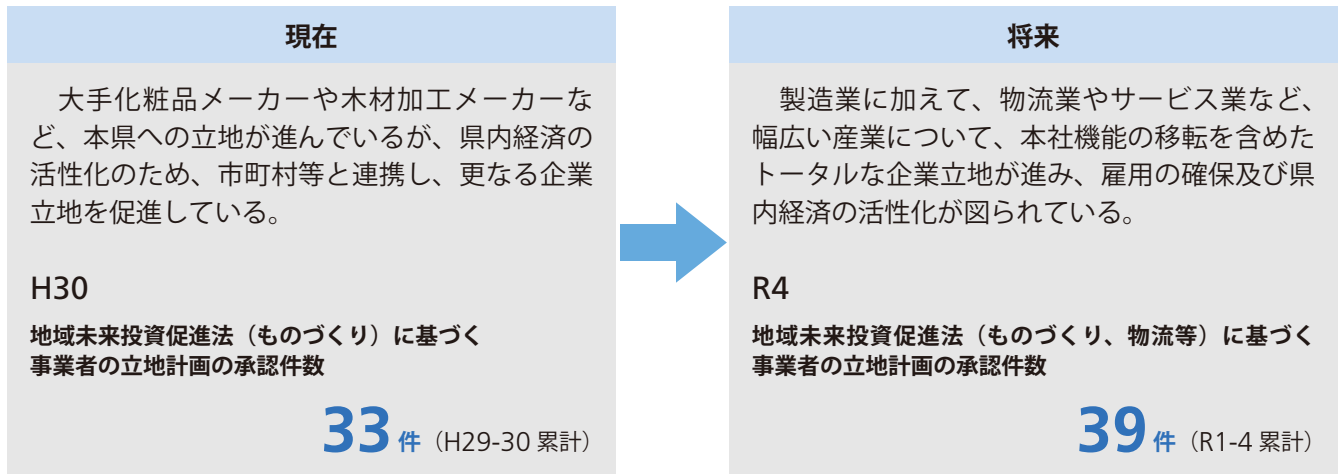 現在
　大手化粧品メーカーや木材加工メーカーな
ど、本県への立地が進んでいるが、県内経済の
活性化のため、市町村等と連携し、更なる企業
立地を促進している。
H30
地域未来投資促進法（ものづくり）に基づく
事業者の立地計画の承認件数
33件（H29-30 累計）
将来
　製造業に加えて、物流業やサービス業など、
幅広い産業について、本社機能の移転を含めた
トータルな企業立地が進み、雇用の確保及び県
内経済の活性化が図られている。
R4
地域未来投資促進法（ものづくり、物流等）に基づく
事業者の立地計画の承認件数
39件（R1-4 累計）